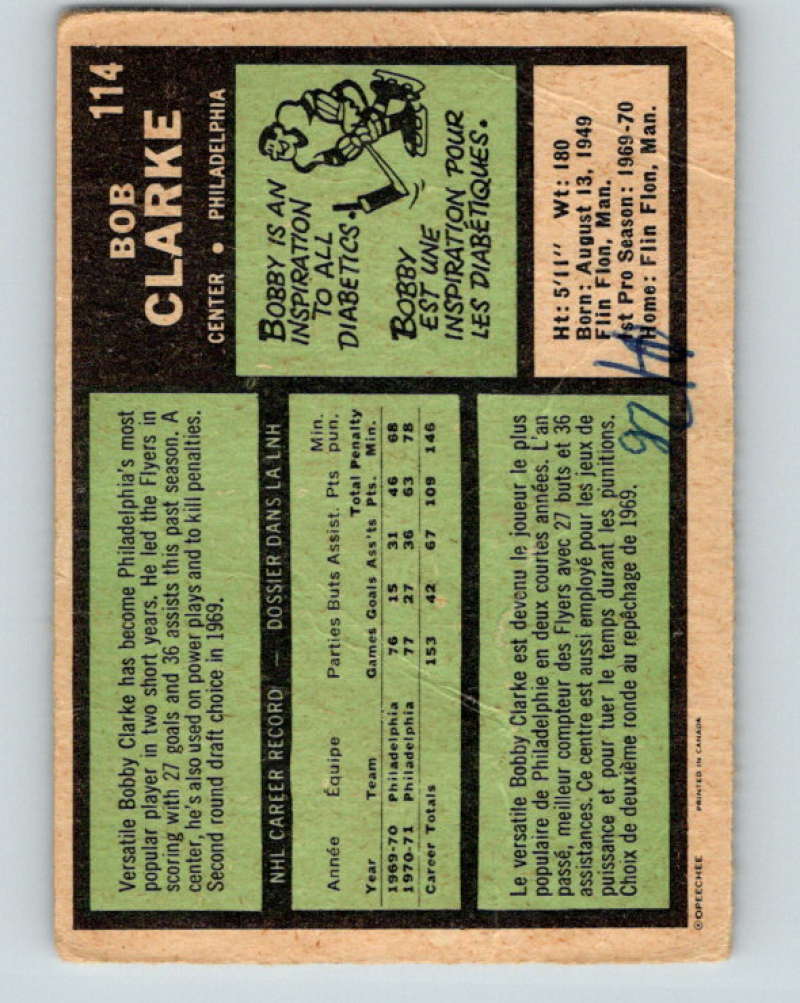 114
BOB
CLARKE
CENTER • PHILADELPHIA
BOBBY IS AN
INSPIRATION
TO ALL
DIABETICS.
BOBBY
EST UNE
INSPIRATION POUR
LES DIABÉTIQUES.
Ht: 5'11" Wt: 180
Born: August 13, 1949
Flin Flon, Man.
1st Pro Season: 1969-70
Home: Flin Flon, Man.
Versatile Bobby Clarke has become Philadelphia's most
popular player in two short years. He led the Flyers in
scoring with 27 goals and 36 assists this past season. A
center, he's also used on power plays and to kill penalties.
Second round draft choice in 1969.
NHL CAREER RECORD — DOSSIER DANS LA LNH
Année Équipe Parties Buts Assist. Pts Min. pun.
Year Team Games Goals Ass'ts Total Pts. Penalty Min.
1969-70 Philadelphia 76 15 31 46 68
1970-71 Philadelphia 77 27 36 63 78
Career Totals 153 42 67 109 146
Le versatile Bobby Clarke est devenu le joueur le plus
populaire de Philadelphie en deux courtes années. L'an
passé, meilleur compteur des Flyers avec 27 buts et 36
assistances. Ce centre est aussi employé pour les jeux de
puissance et pour tuer le temps durant les punitions.
Choix de deuxième ronde au repêchage de 1969.
©OPEECHEE PRINTED IN CANADA